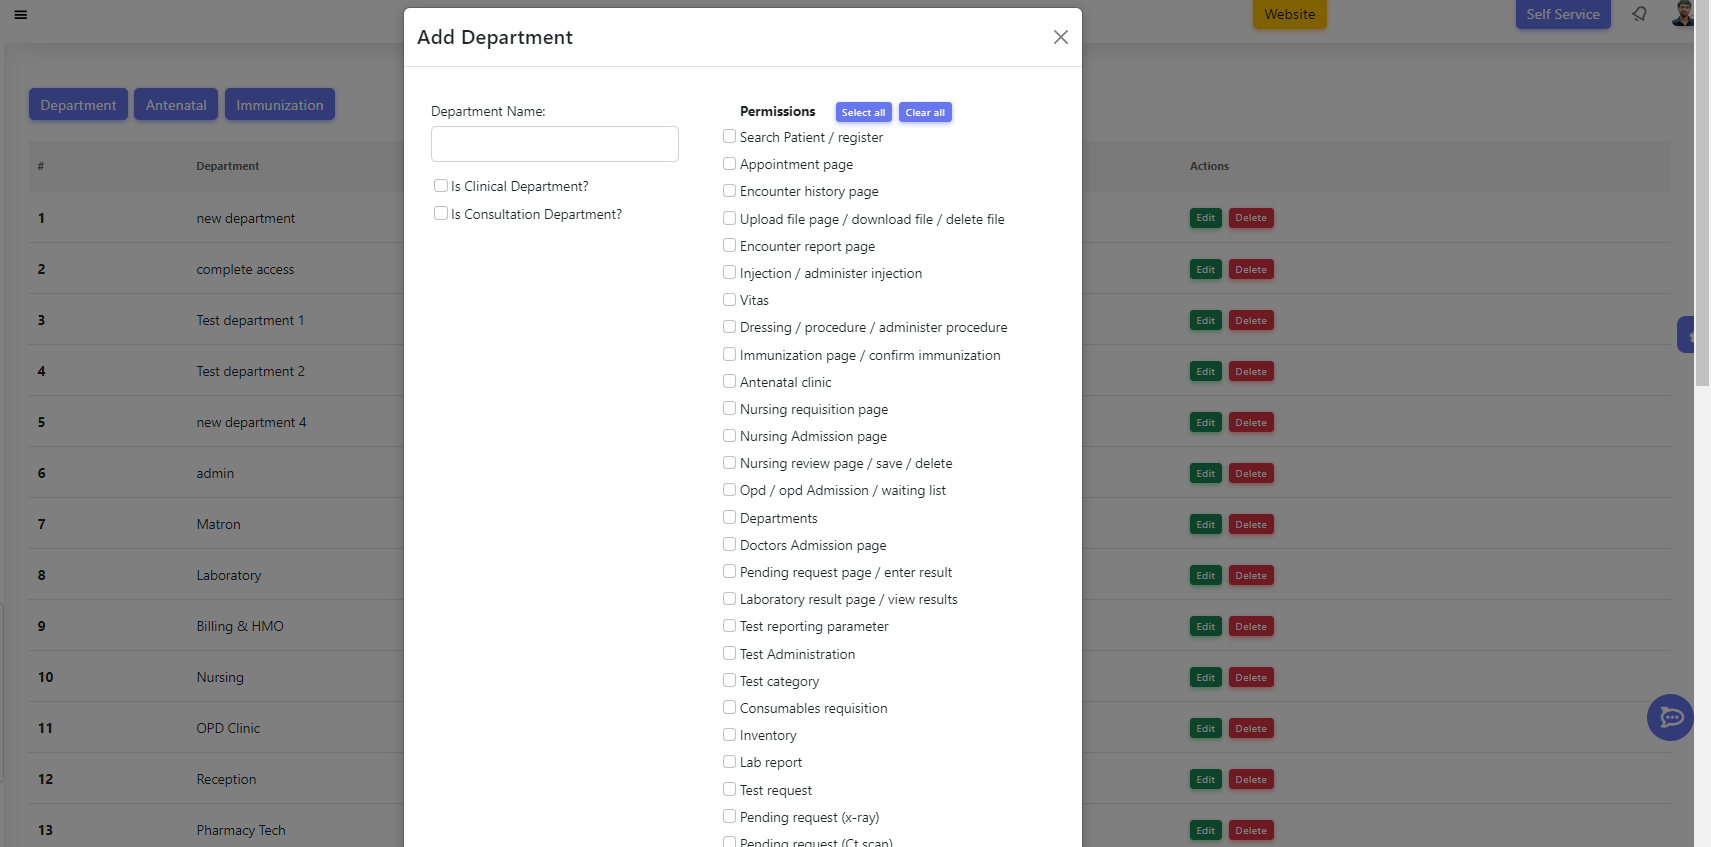 Website
Self Service
Add Department
Department
Antenatal
Immunization
#
Department
Actions
1
new department
Edit
Delete
2
complete access
Edit
Delete
3
Test department 1
Edit
Delete
4
Test department 2
Edit
Delete
5
new department 4
Edit
Delete
6
admin
Edit
Delete
7
Matron
Edit
Delete
8
Laboratory
Edit
Delete
9
Billing & HMO
Edit
Delete
10
Nursing
Edit
Delete
11
OPD Clinic
Edit
Delete
12
Reception
Edit
Delete
13
Pharmacy Tech
Edit
Delete
Department Name:
Is Clinical Department?
Is Consultation Department?
Permissions
Select all
Clear all
Search Patient / register
Appointment page
Encounter history page
Upload file page / download file / delete file
Encounter report page
Injection / administer injection
Vitas
Dressing / procedure / administer procedure
Immunization page / confirm immunization
Antenatal clinic
Nursing requisition page
Nursing Admission page
Nursing review page / save / delete
Opd / opd Admission / waiting list
Departments
Doctors Admission page
Pending request page / enter result
Laboratory result page / view results
Test reporting parameter
Test Administration
Test category
Consumables requisition
Inventory
Lab report
Test request
Pending request (x-ray)
Pending request (Ct scan)